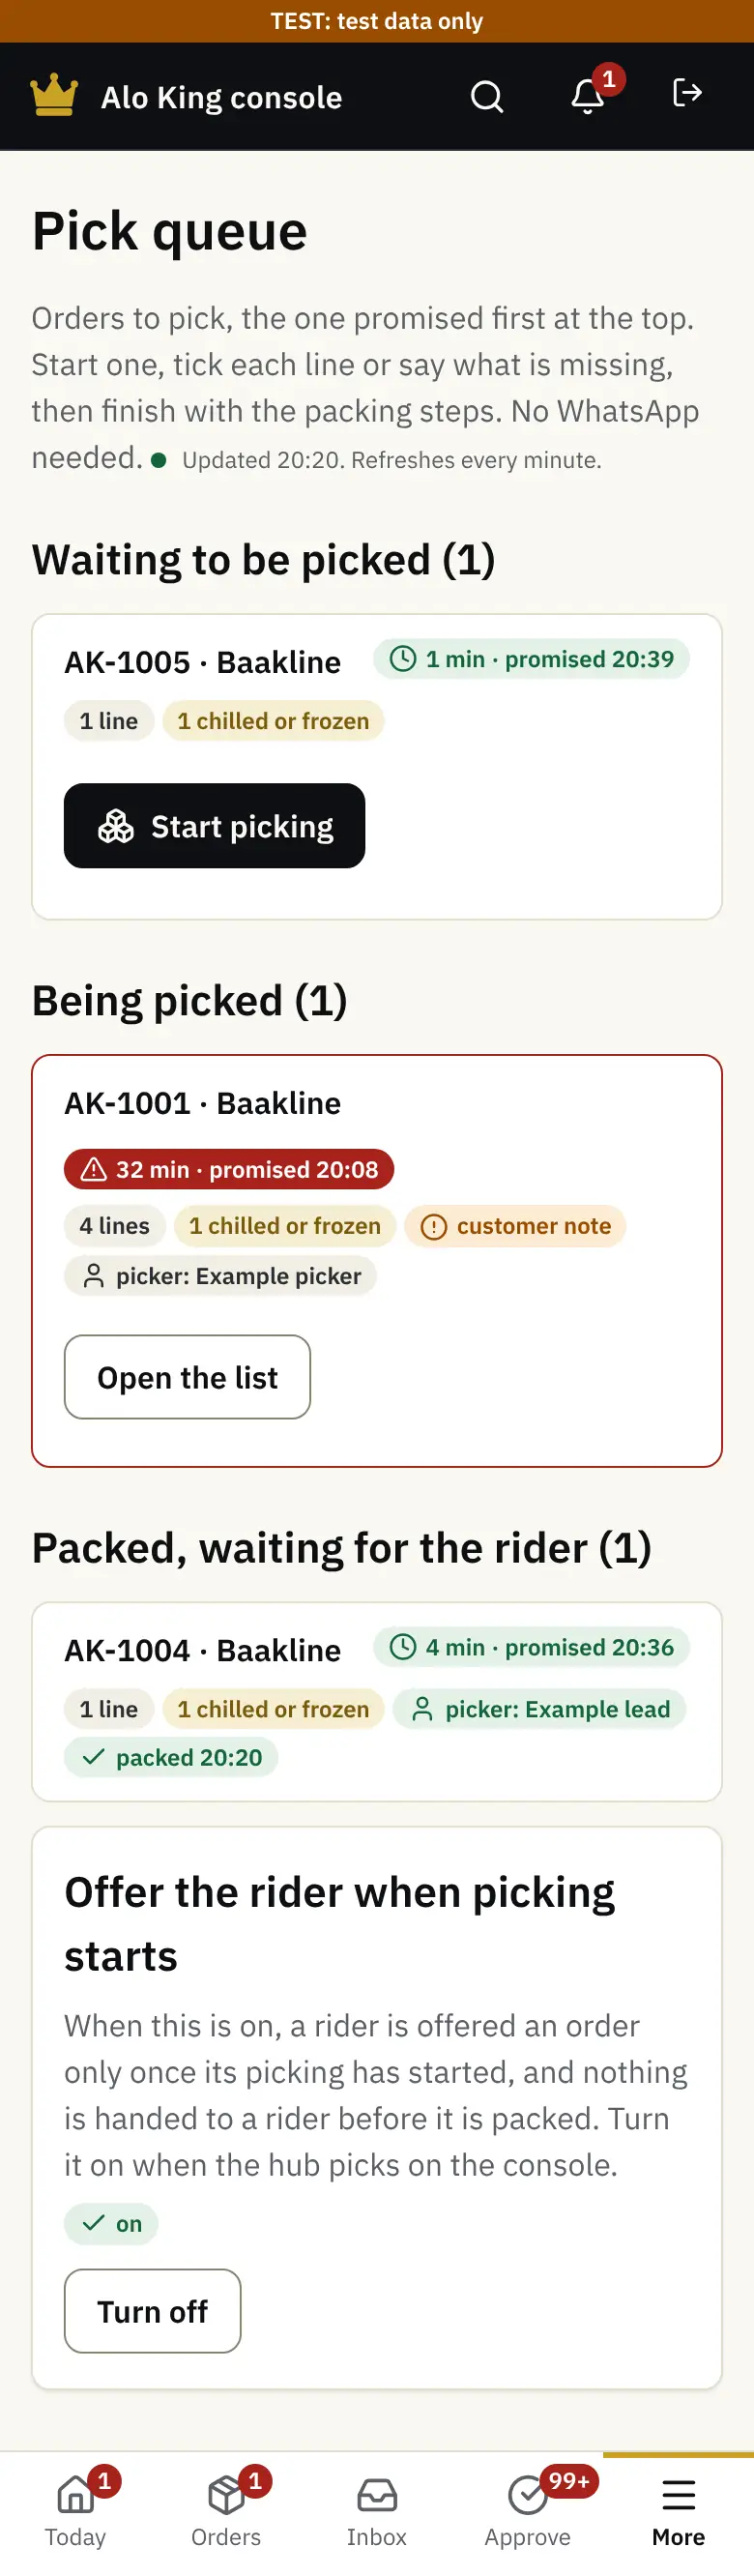 TEST: test data only
Alo King console
1
Pick queue
Orders to pick, the one promised first at the top.
Start one, tick each line or say what is missing,
then finish with the packing steps. No WhatsApp
needed. Updated 20:20. Refreshes every minute.
Waiting to be picked (1)
AK-1005 · Baakline
1 min · promised 20:39
1 line
1 chilled or frozen
Start picking
Being picked (1)
AK-1001 · Baakline
32 min · promised 20:08
4 lines
1 chilled or frozen
customer note
picker: Example picker
Open the list
Packed, waiting for the rider (1)
AK-1004 · Baakline
4 min · promised 20:36
1 line
1 chilled or frozen
picker: Example lead
packed 20:20
Offer the rider when picking
starts
When this is on, a rider is offered an order
only once its picking has started, and nothing
is handed to a rider before it is packed. Turn
it on when the hub picks on the console.
on
Turn off
1
Today
1
Orders
Inbox
99+
Approve
More